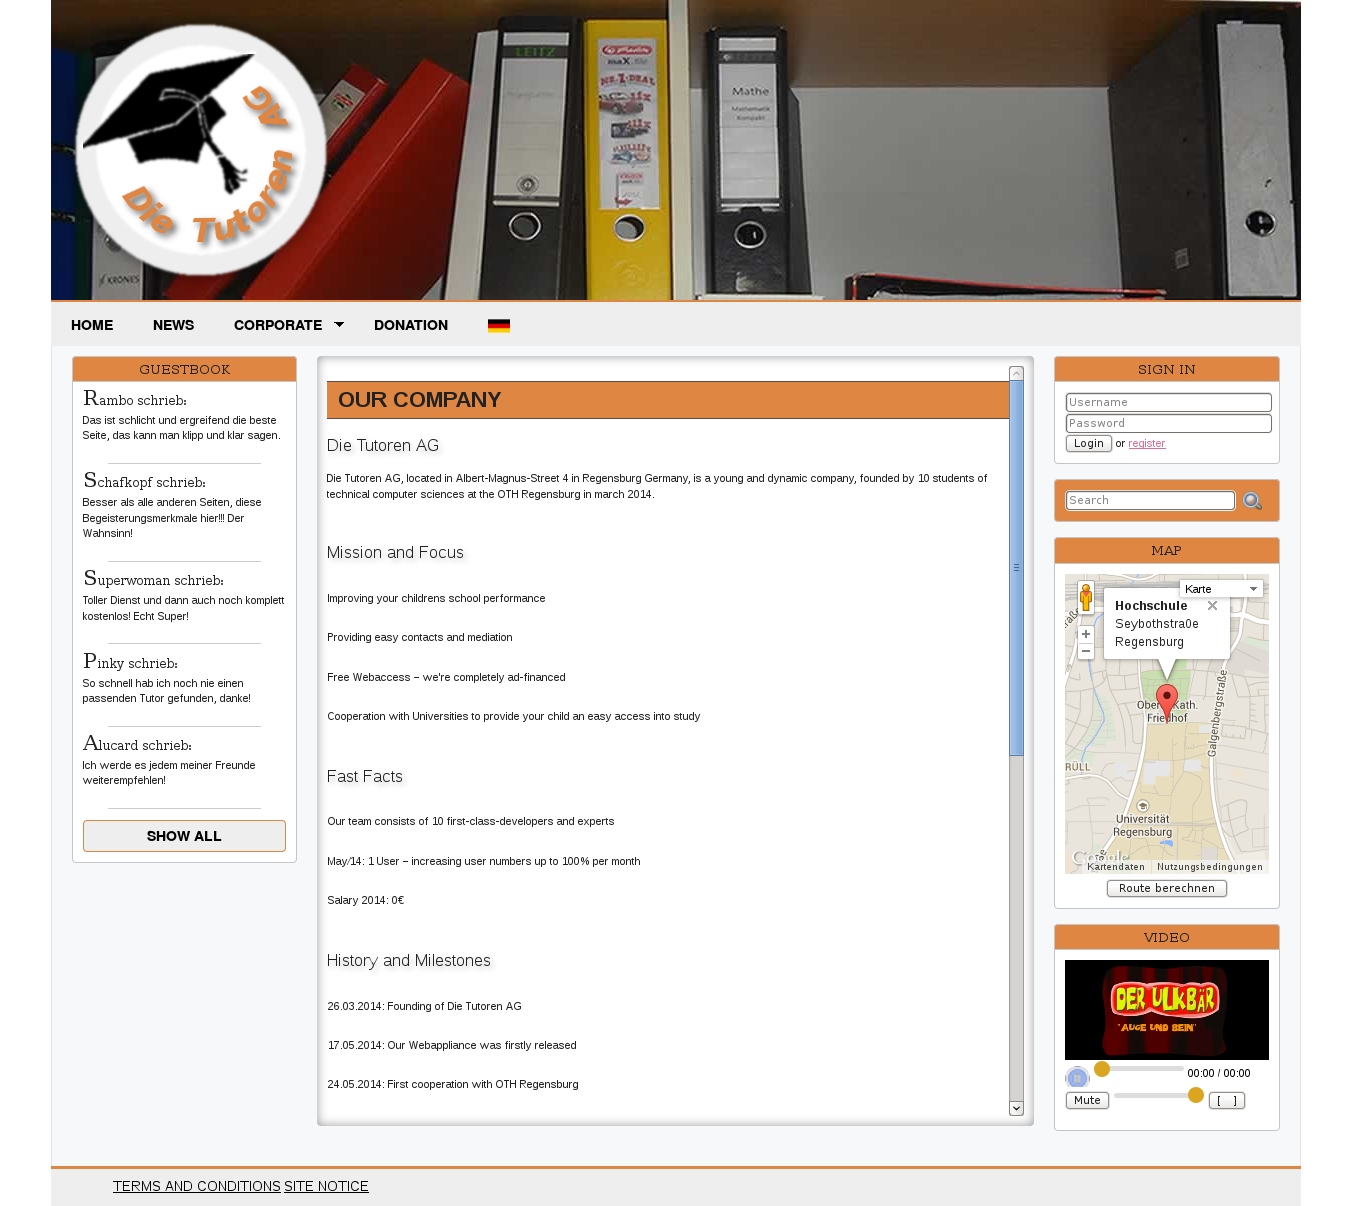 Die Tutoren AG
LEITZ
Herlitz
maX.file
NR.1-DEAL
Mathe
Mathematik
Kompakt
KRONES
HOME
NEWS
CORPORATE
DONATION
GUESTBOOK
Rambo schrieb:
Das ist schlicht und ergreifend die beste
Seite, das kann man klipp und klar sagen.
Schafkopf schrieb:
Besser als alle anderen Seiten, diese
Begeisterungsmerkmale hier!!! Der
Wahnsinn!
Superwoman schrieb:
Toller Dienst und dann auch noch komplett
kostenlos! Echt Super!
Pinky schrieb:
So schnell hab ich noch nie einen
passenden Tutor gefunden, danke!
Alucard schrieb:
Ich werde es jedem meiner Freunde
weiterempfehlen!
SHOW ALL
OUR COMPANY
Die Tutoren AG
Die Tutoren AG, located in Albert-Magnus-Street 4 in Regensburg Germany, is a young and dynamic company, founded by 10 students of
technical computer sciences at the OTH Regensburg in march 2014.
Mission and Focus
Improving your childrens school performance
Providing easy contacts and mediation
Free Webaccess – we're completely ad-financed
Cooperation with Universities to provide your child an easy access into study
Fast Facts
Our team consists of 10 first-class-developers and experts
May/14: 1 User – increasing user numbers up to 100% per month
Salary 2014: 0€
History and Milestones
26.03.2014: Founding of Die Tutoren AG
17.05.2014: Our Webappliance was firstly released
24.05.2014: First cooperation with OTH Regensburg
SIGN IN
Username
Password
Login or register
Search
MAP
Karte
Hochschule
Seybothstraße
Regensburg
+
−
Ober Kath.
Friedhof
Galgenbergstraße
RÜLL
Universität
Regensburg
Google
Kartendaten
Nutzungsbedingungen
Route berechnen
VIDEO
DER ULKBÄR
"AUGE UND BEIN"
00:00 / 00:00
Mute
[ ]
TERMS AND CONDITIONS SITE NOTICE